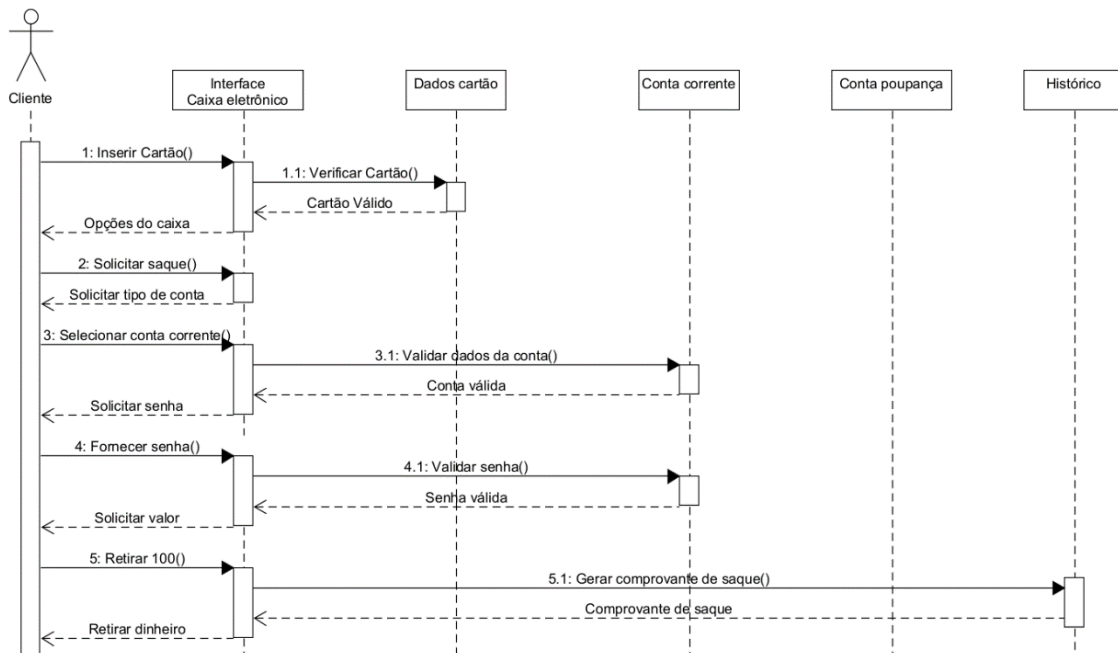 Cliente
Interface
Caixa eletrônico
Dados cartão
Conta corrente
Conta poupança
Histórico
1: Inserir Cartão()
1.1: Verificar Cartão()
Cartão Válido
Opções do caixa
2: Solicitar saque()
Solicitar tipo de conta
3: Selecionar conta corrente()
3.1: Validar dados da conta()
Conta válida
Solicitar senha
4: Fornecer senha()
4.1: Validar senha()
Senha válida
Solicitar valor
5: Retirar 100()
5.1: Gerar comprovante de saque()
Comprovante de saque
Retirar dinheiro